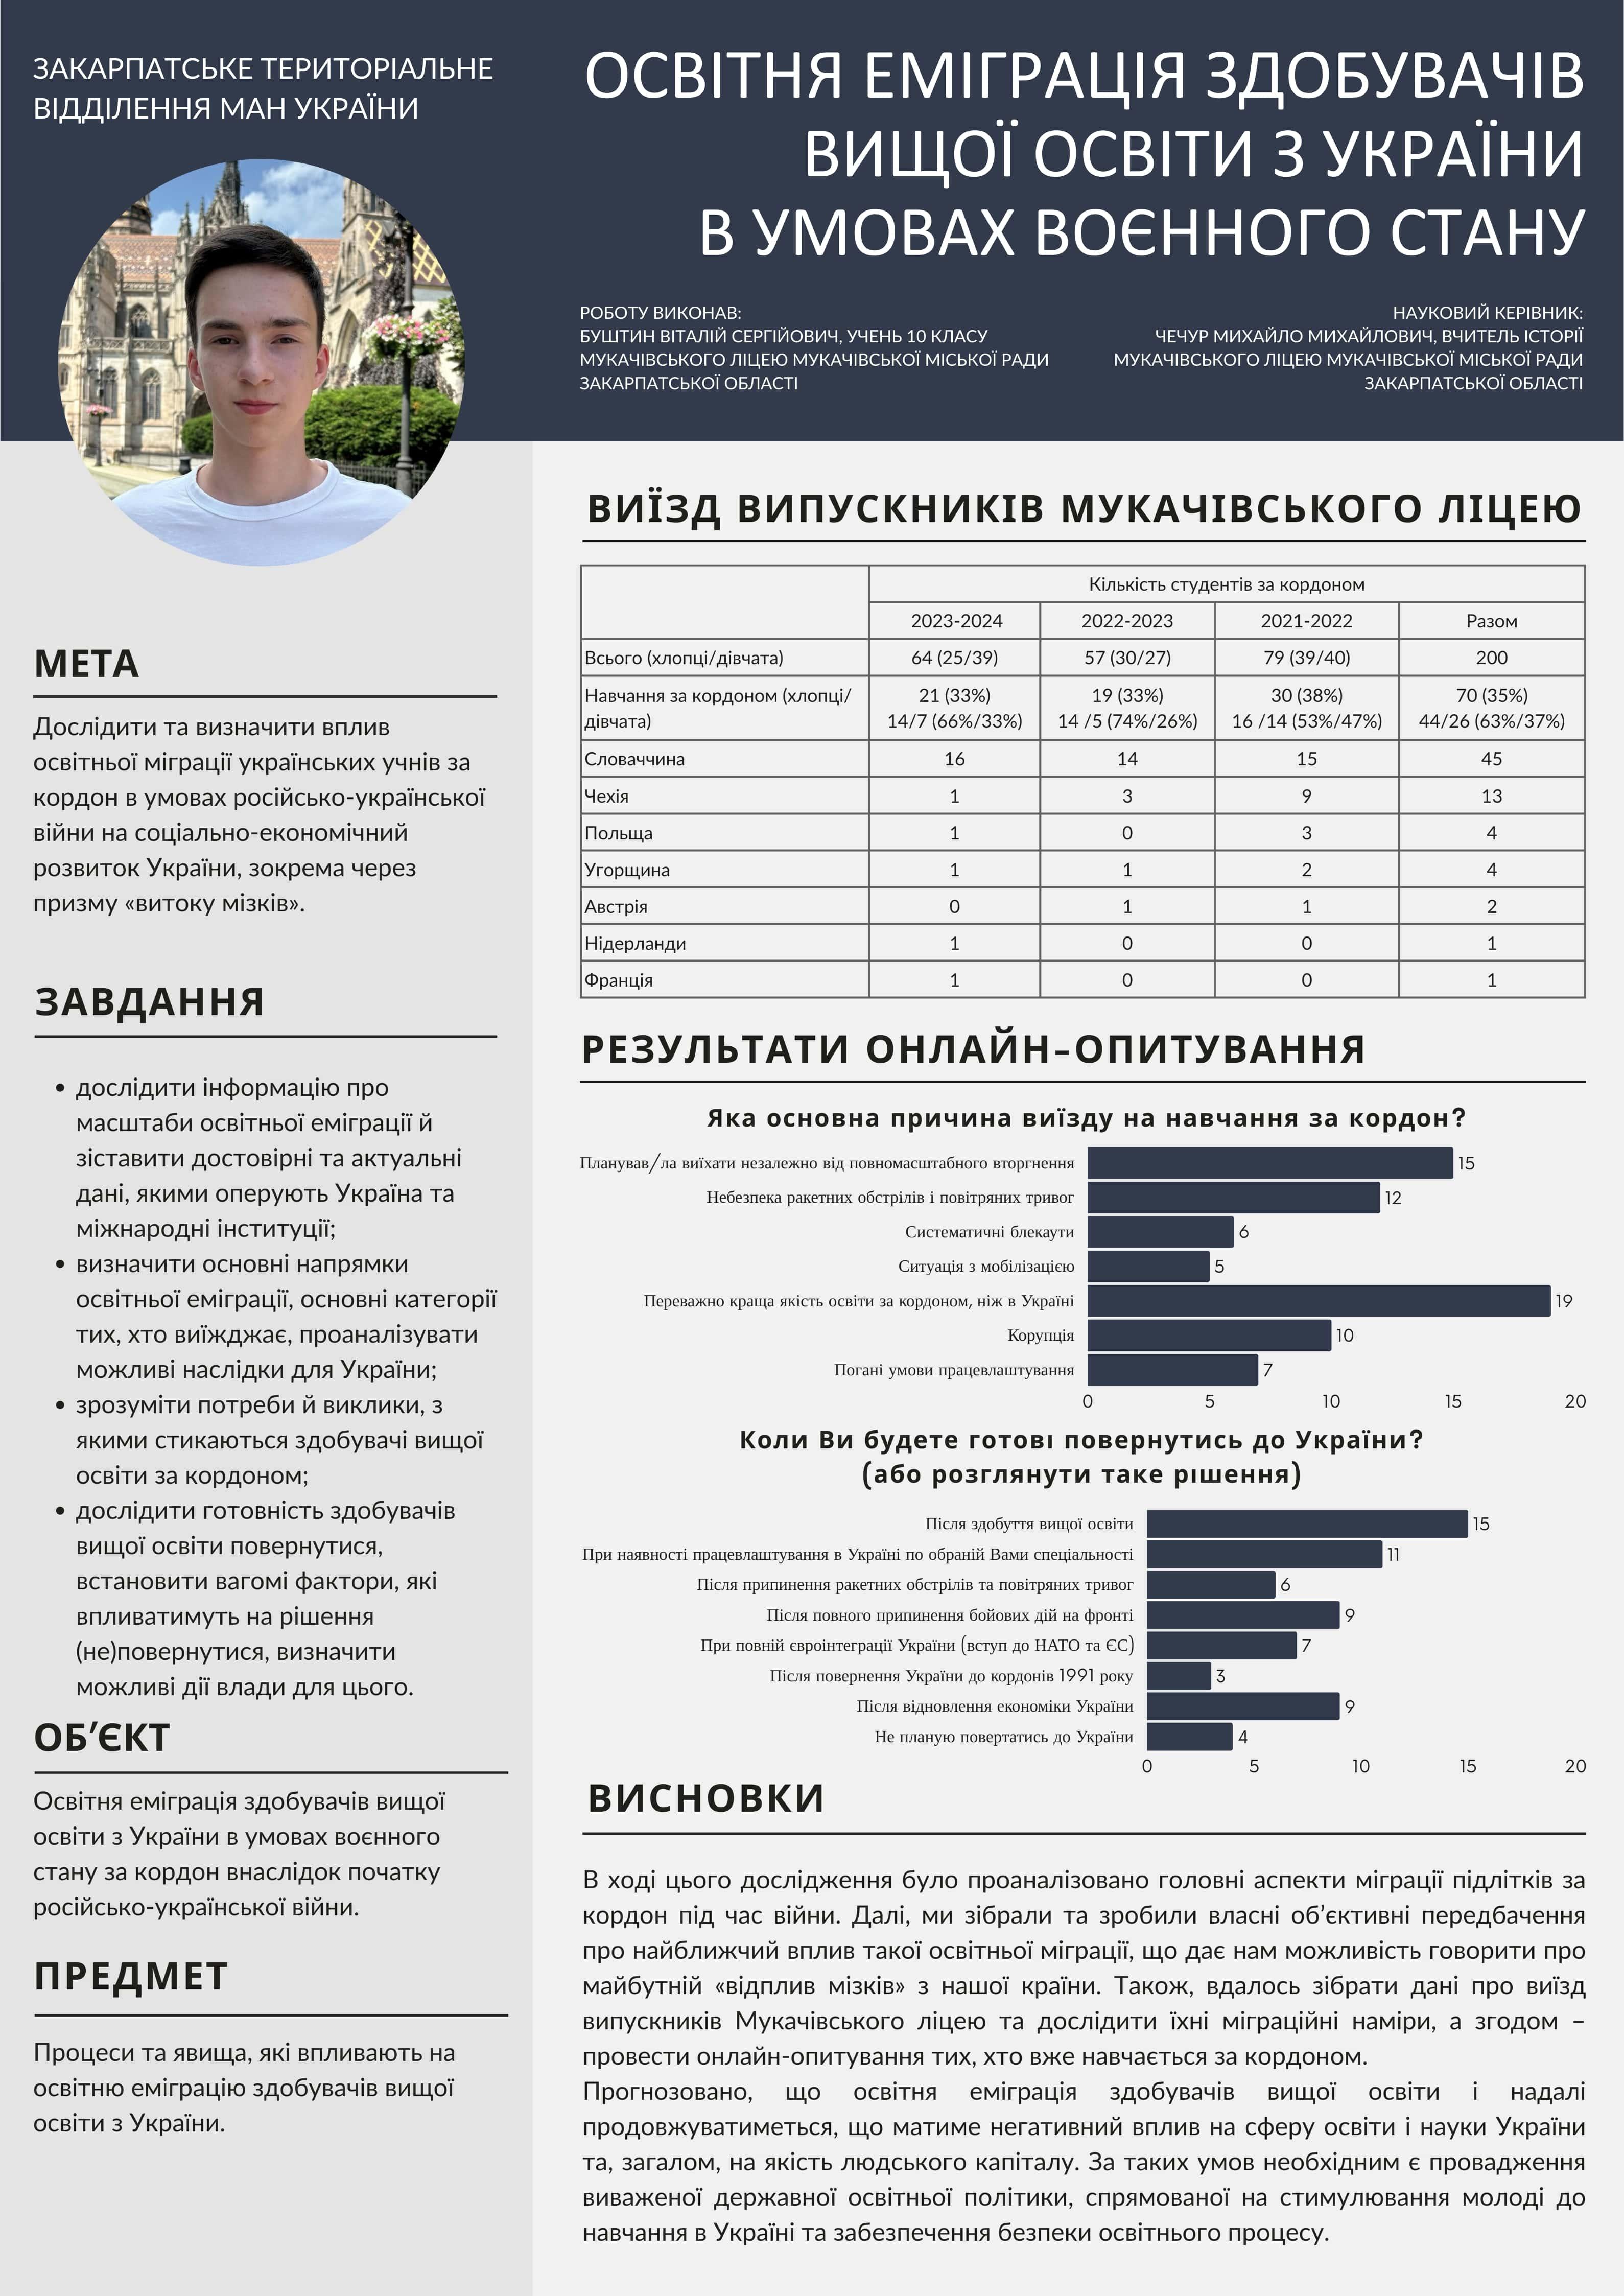 ЗАКАРПАТСЬКЕ ТЕРИТОРІАЛЬНЕ
ВІДДІЛЕННЯ МАН УКРАЇНИ
ОСВІТНЯ ЕМІГРАЦІЯ ЗДОБУВАЧІВ
ВИЩОЇ ОСВІТИ З УКРАЇНИ
В УМОВАХ ВОЄННОГО СТАНУ
РОБОТУ ВИКОНАВ:
БУШТИН ВІТАЛІЙ СЕРГІЙОВИЧ, УЧЕНЬ 10 КЛАСУ
МУКАЧІВСЬКОГО ЛІЦЕЮ МУКАЧІВСЬКОЇ МІСЬКОЇ РАДИ
ЗАКАРПАТСЬКОЇ ОБЛАСТІ
НАУКОВИЙ КЕРІВНИК:
ЧЕЧУР МИХАЙЛО МИХАЙЛОВИЧ, ВЧИТЕЛЬ ІСТОРІЇ
МУКАЧІВСЬКОГО ЛІЦЕЮ МУКАЧІВСЬКОЇ МІСЬКОЇ РАДИ
ЗАКАРПАТСЬКОЇ ОБЛАСТІ
МЕТА
Дослідити та визначити вплив
освітньої міграції українських учнів за
кордон в умовах російсько-української
війни на соціально-економічний
розвиток України, зокрема через
призму «витоку мізків».
ЗАВДАННЯ
• дослідити інформацію про
масштаби освітньої еміграції й
зіставити достовірні та актуальні
дані, якими оперують Україна та
міжнародні інституції;
• визначити основні напрямки
освітньої еміграції, основні категорії
тих, хто виїжджає, проаналізувати
можливі наслідки для України;
• зрозуміти потреби й виклики, з
якими стикаються здобувачі вищої
освіти за кордоном;
• дослідити готовність здобувачів
вищої освіти повернутися,
встановити вагомі фактори, які
впливатимуть на рішення
(не)повернутися, визначити
можливі дії влади для цього.
ОБ’ЄКТ
Освітня еміграція здобувачів вищої
освіти з України в умовах воєнного
стану за кордон внаслідок початку
російсько-української війни.
ПРЕДМЕТ
Процеси та явища, які впливають на
освітню еміграцію здобувачів вищої
освіти з України.
ВИЇЗД ВИПУСКНИКІВ МУКАЧІВСЬКОГО ЛІЦЕЮ
Кількість студентів за кордоном
2023-2024 2022-2023 2021-2022 Разом
Всього (хлопці/дівчата) 64 (25/39) 57 (30/27) 79 (39/40) 200
Навчання за кордоном (хлопці/ 21 (33%) 19 (33%) 30 (38%) 70 (35%)
дівчата) 14/7 (66%/33%) 14 /5 (74%/26%) 16 /14 (53%/47%) 44/26 (63%/37%)
Словаччина 16 14 15 45
Чехія 1 3 9 13
Польща 1 0 3 4
Угорщина 1 1 2 4
Австрія 0 1 1 2
Нідерланди 1 0 0 1
Франція 1 0 0 1
РЕЗУЛЬТАТИ ОНЛАЙН-ОПИТУВАННЯ
Яка основна причина виїзду на навчання за кордон?
Планував/ла виїхати незалежно від повномасштабного вторгнення 15
Небезпека ракетних обстрілів і повітряних тривог 12
Систематичні блекаути 6
Ситуація з мобілізацією 5
Переважно краща якість освіти за кордоном, ніж в Україні 19
Корупція 10
Погані умови працевлаштування 7
0 5 10 15 20
Коли Ви будете готові повернутись до України?
(або розглянути таке рішення)
Після здобуття вищої освіти 15
При наявності працевлаштування в Україні по обраній Вами спеціальності 11
Після припинення ракетних обстрілів та повітряних тривог 6
Після повного припинення бойових дій на фронті 9
При повній євроінтеграції України (вступ до НАТО та ЄС) 7
Після повернення України до кордонів 1991 року 3
Після відновлення економіки України 9
Не планую повертатись до України 4
0 5 10 15 20
ВИСНОВКИ
В ході цього дослідження було проаналізовано головні аспекти міграції підлітків за
кордон під час війни. Далі, ми зібрали та зробили власні об’єктивні передбачення
про найближчий вплив такої освітньої міграції, що дає нам можливість говорити про
майбутній «відплив мізків» з нашої країни. Також, вдалось зібрати дані про виїзд
випускників Мукачівського ліцею та дослідити їхні міграційні наміри, а згодом –
провести онлайн-опитування тих, хто вже навчається за кордоном.
Прогнозовано, що освітня еміграція здобувачів вищої освіти і надалі
продовжуватиметься, що матиме негативний вплив на сферу освіти і науки України
та, загалом, на якість людського капіталу. За таких умов необхідним є провадження
виваженої державної освітньої політики, спрямованої на стимулювання молоді до
навчання в Україні та забезпечення безпеки освітнього процесу.